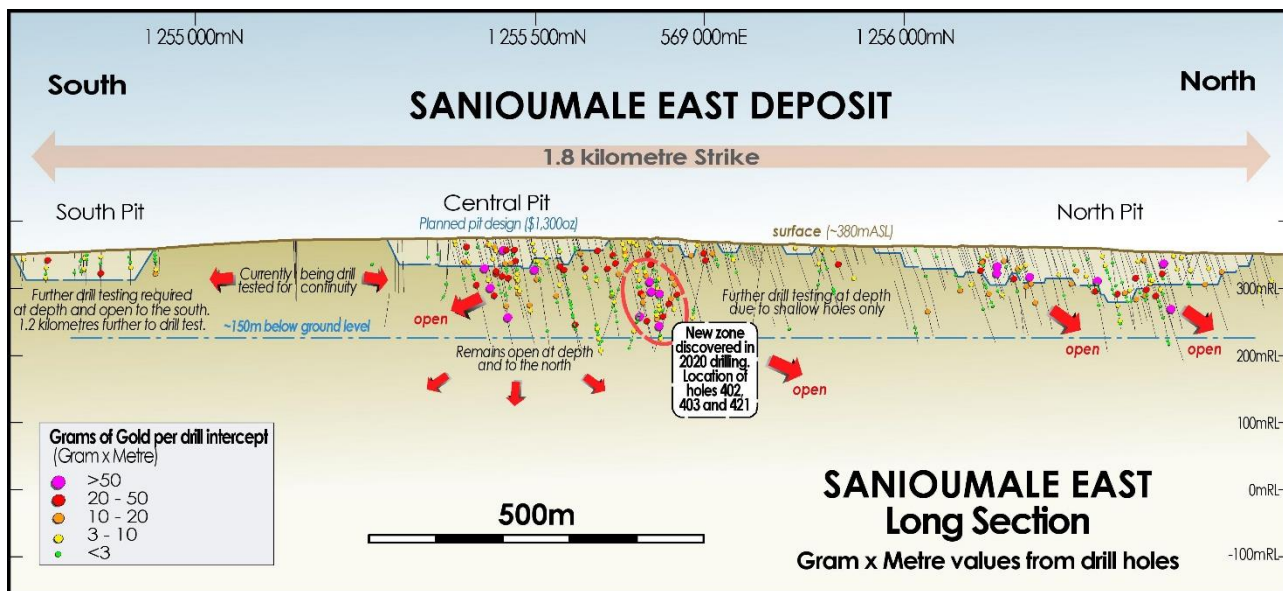 1 255 000mN
1 255 500mN
569 000mE
1 256 000mN
South
North
SANIOUMALE EAST DEPOSIT
1.8 kilometre Strike
South Pit
Central Pit
North Pit
Planned pit design ($1,300oz)
surface (~380mASL)
Currently being drill
tested for continuity
Further drill testing required
at depth and open to the south.
1.2 kilometres further to drill test.
~150m below ground level
open
Remains open at depth
and to the north
New zone
discovered in
2020 drilling.
Location of
holes 402,
403 and 421
Further drill testing at depth
due to shallow holes only
open
open
open
300mRL
200mRL
100mRL
0mRL
-100mRL
Grams of Gold per drill intercept
(Gram x Metre)
>50
20 - 50
10 - 20
3 - 10
<3
500m
SANIOUMALE EAST
Long Section
Gram x Metre values from drill holes